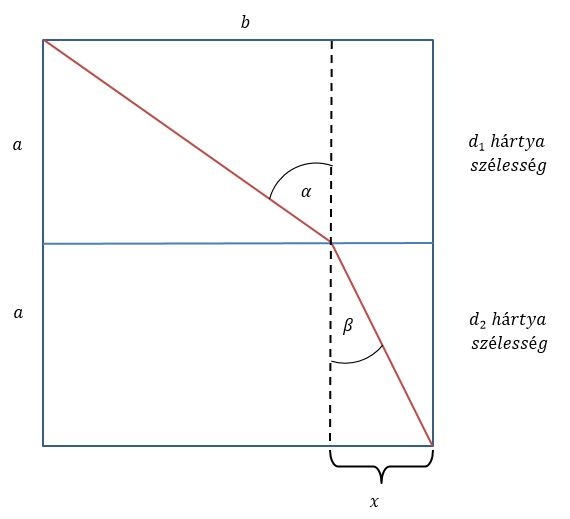 b
a
α
d₁ hártya
szélesség
a
β
d₂ hártya
szélesség
x